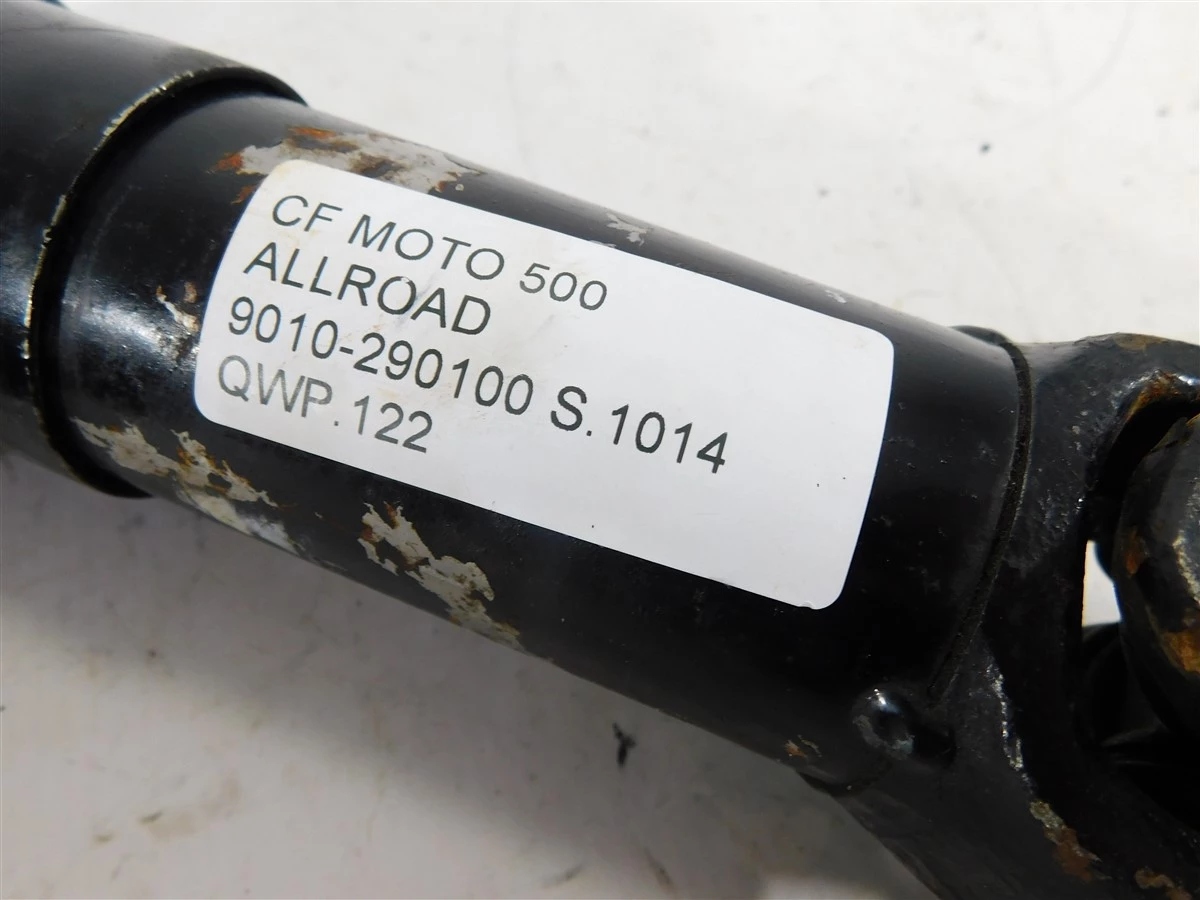 CF MOTO 500
ALLROAD
9010-290100 S.1014
QWP.122